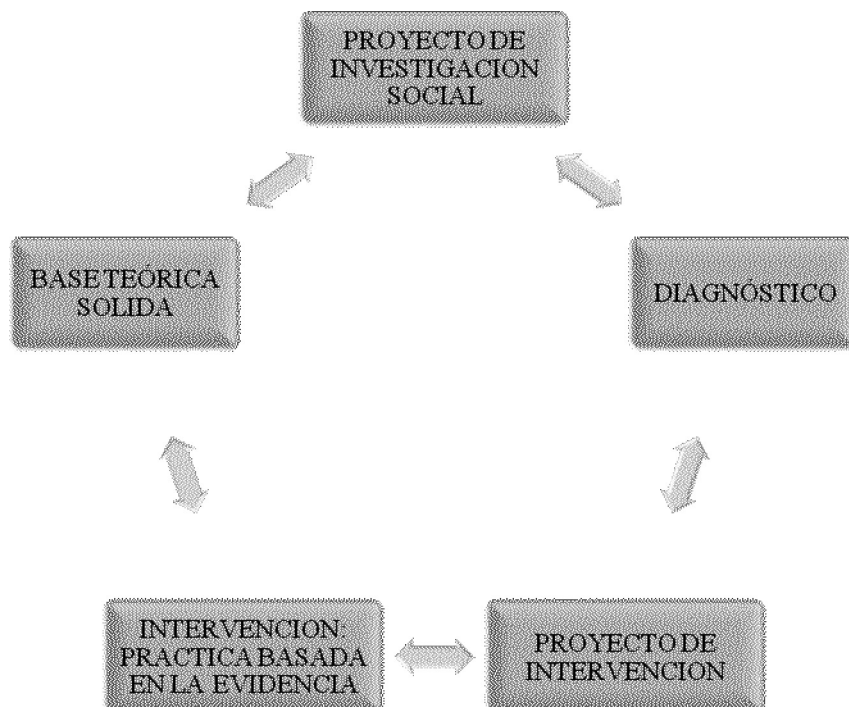 PROYECTO DE
INVESTIGACION
SOCIAL
BASE TEÓRICA
SOLIDA
DIAGNÓSTICO
INTERVENCION:
PRACTICA BASADA
EN LA EVIDENCIA
PROYECTO DE
INTERVENCION